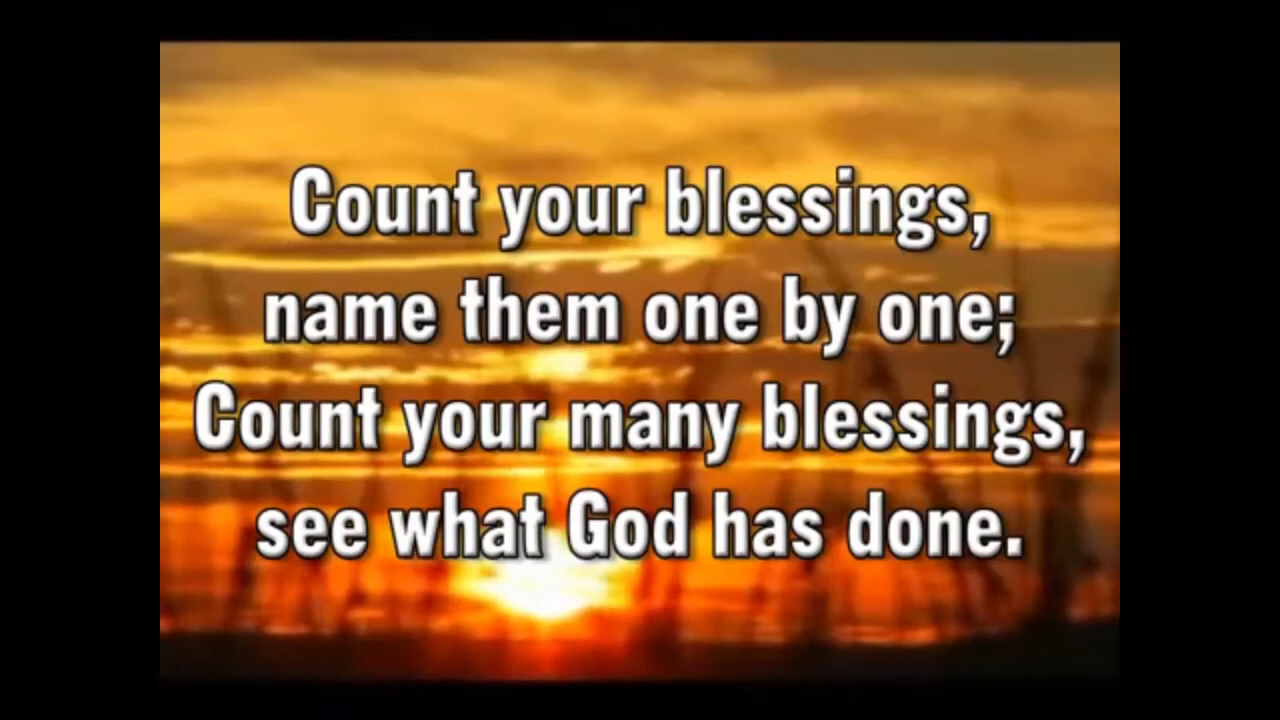 Count your blessings,
name them one by one;
Count your many blessings,
see what God has done.